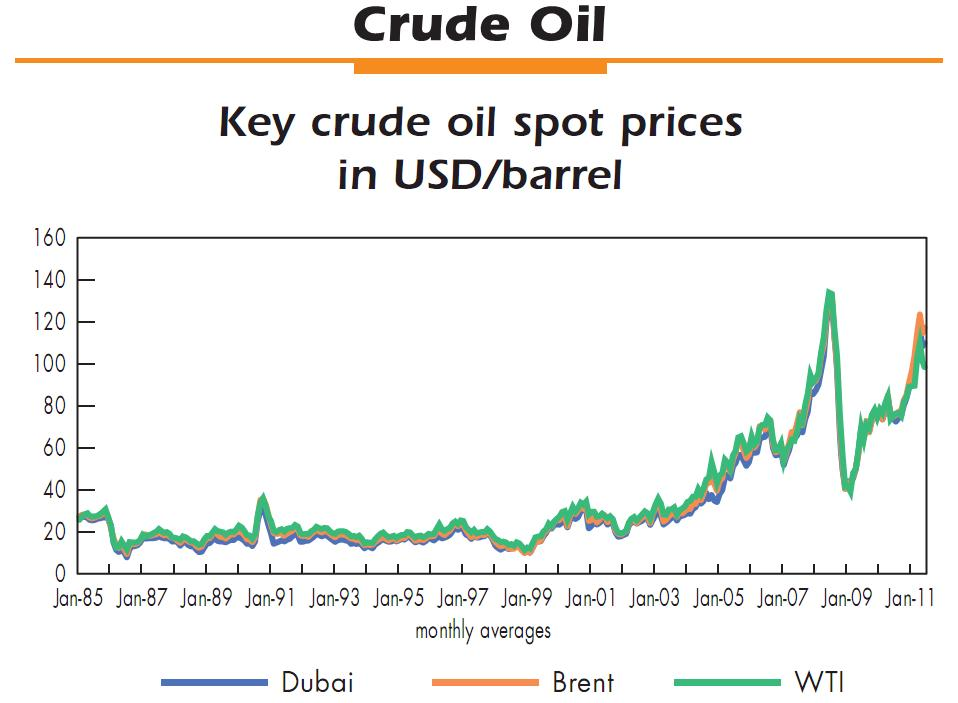 Crude Oil
Key crude oil spot prices
in USD/barrel
160
140
120
100
80
60
40
20
0
Jan-85 Jan-87 Jan-89 Jan-91 Jan-93 Jan-95 Jan-97 Jan-99 Jan-01 Jan-03 Jan-05 Jan-07 Jan-09 Jan-11
monthly averages
Dubai Brent WTI